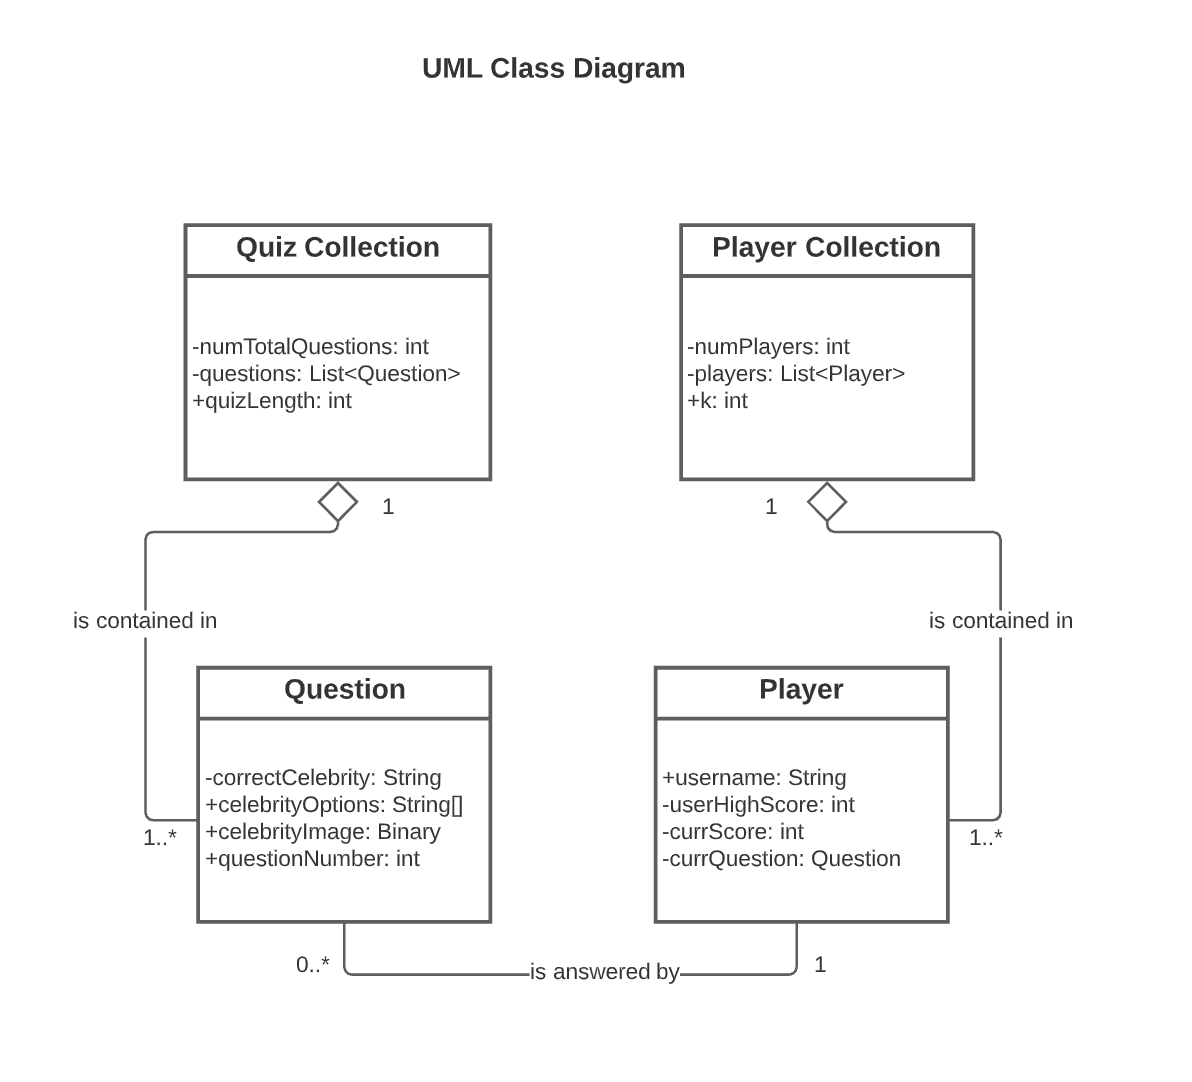 UML Class Diagram
Quiz Collection
-numTotalQuestions: int
-questions: List<Question>
+quizLength: int
Player Collection
-numPlayers: int
-players: List<Player>
+k: int
1
1
is contained in
is contained in
Question
-correctCelebrity: String
+celebrityOptions: String[]
+celebrityImage: Binary
+questionNumber: int
Player
+username: String
-userHighScore: int
-currScore: int
-currQuestion: Question
1..*
1..*
0..*
is answered by
1